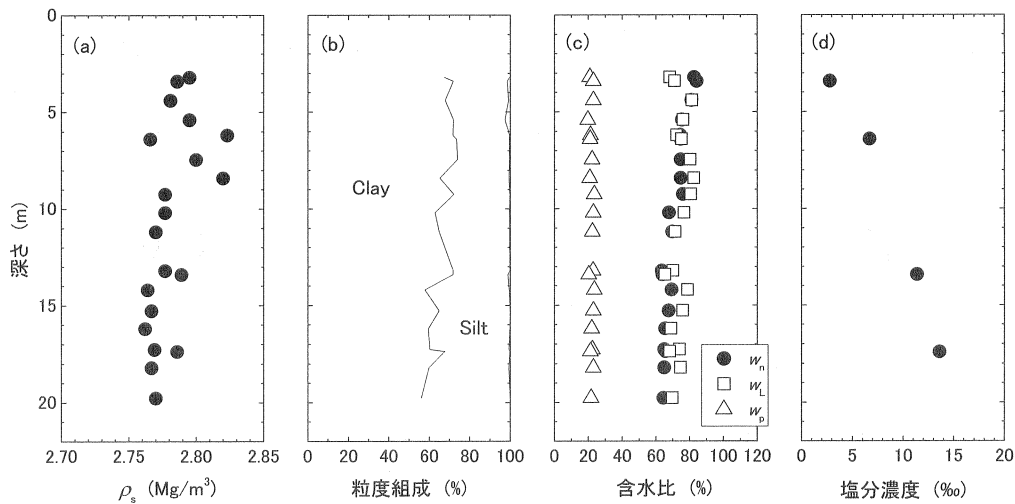 0
5
10
15
20
深さ (m)
(a)
2.70 2.75 2.80 2.85
ρs (Mg/m³)
(b)
Clay
Silt
0 20 40 60 80 100
粒度組成 (%)
(c)
wn
wL
wp
0 20 40 60 80 100 120
含水比 (%)
(d)
0 5 10 15 20
塩分濃度 (‰)